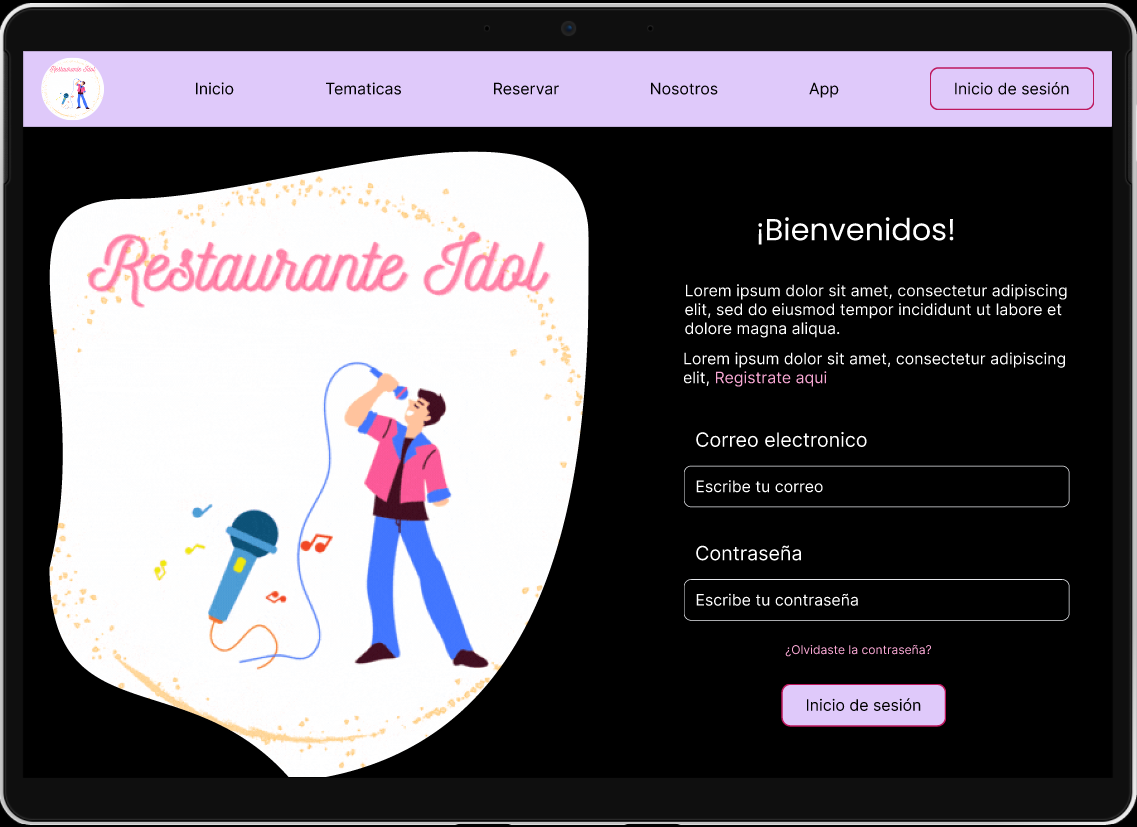 Restaurante Idol
Inicio
Tematicas
Reservar
Nosotros
App
Inicio de sesión
Restaurante Idol
¡Bienvenidos!
Lorem ipsum dolor sit amet, consectetur adipiscing
elit, sed do eiusmod tempor incididunt ut labore et
dolore magna aliqua.
Lorem ipsum dolor sit amet, consectetur adipiscing
elit, Registrate aqui
Correo electronico
Escribe tu correo
Contraseña
Escribe tu contraseña
¿Olvidaste la contraseña?
Inicio de sesión